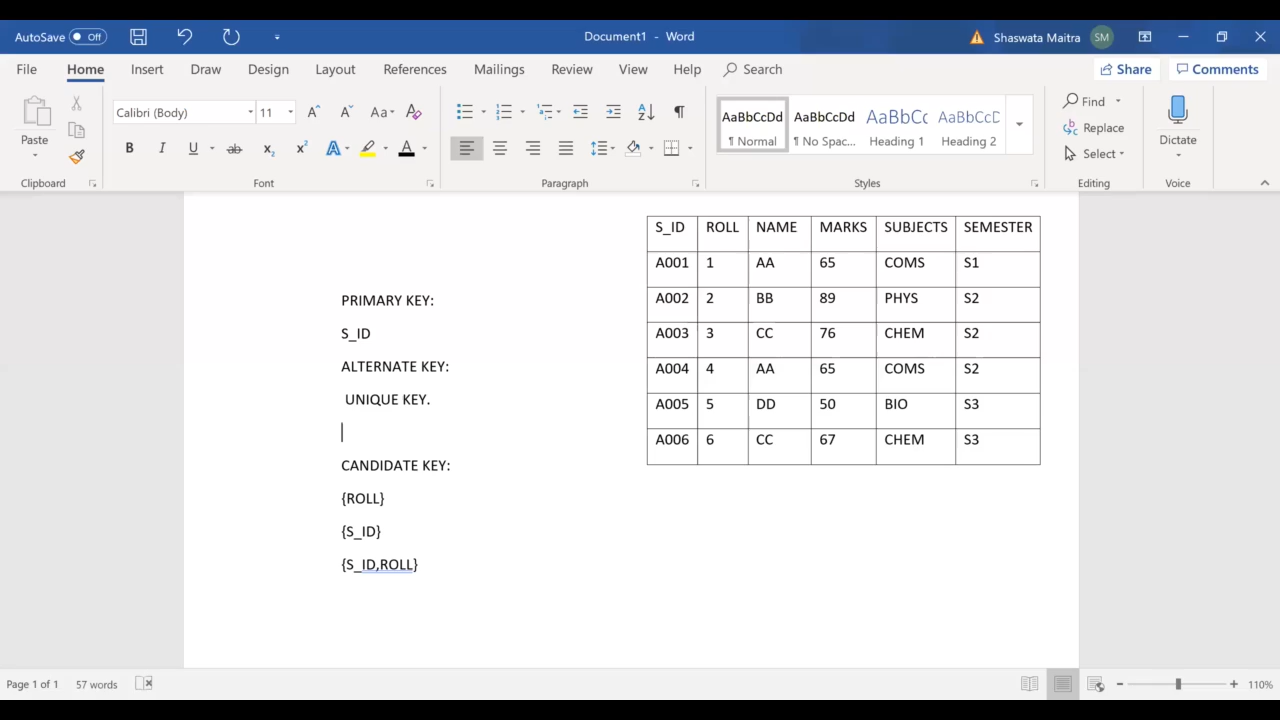 AutoSave Off
Document1 - Word
Shaswata Maitra SM
File Home Insert Draw Design Layout References Mailings Review View Help Search Share Comments
Paste
Calibri (Body) 11 Aa
B I U ab x₂ x² A A
AaBbCcDd AaBbCcDd AaBbCc AaBbCcD
¶ Normal ¶ No Spac... Heading 1 Heading 2
Find
Replace
Select
Dictate
Clipboard Font Paragraph Styles Editing Voice
PRIMARY KEY:
S_ID
ALTERNATE KEY:
UNIQUE KEY.
CANDIDATE KEY:
{ROLL}
{S_ID}
{S_ID,ROLL}
S_ID ROLL NAME MARKS SUBJECTS SEMESTER
A001 1 AA 65 COMS S1
A002 2 BB 89 PHYS S2
A003 3 CC 76 CHEM S2
A004 4 AA 65 COMS S2
A005 5 DD 50 BIO S3
A006 6 CC 67 CHEM S3
Page 1 of 1 57 words 110%